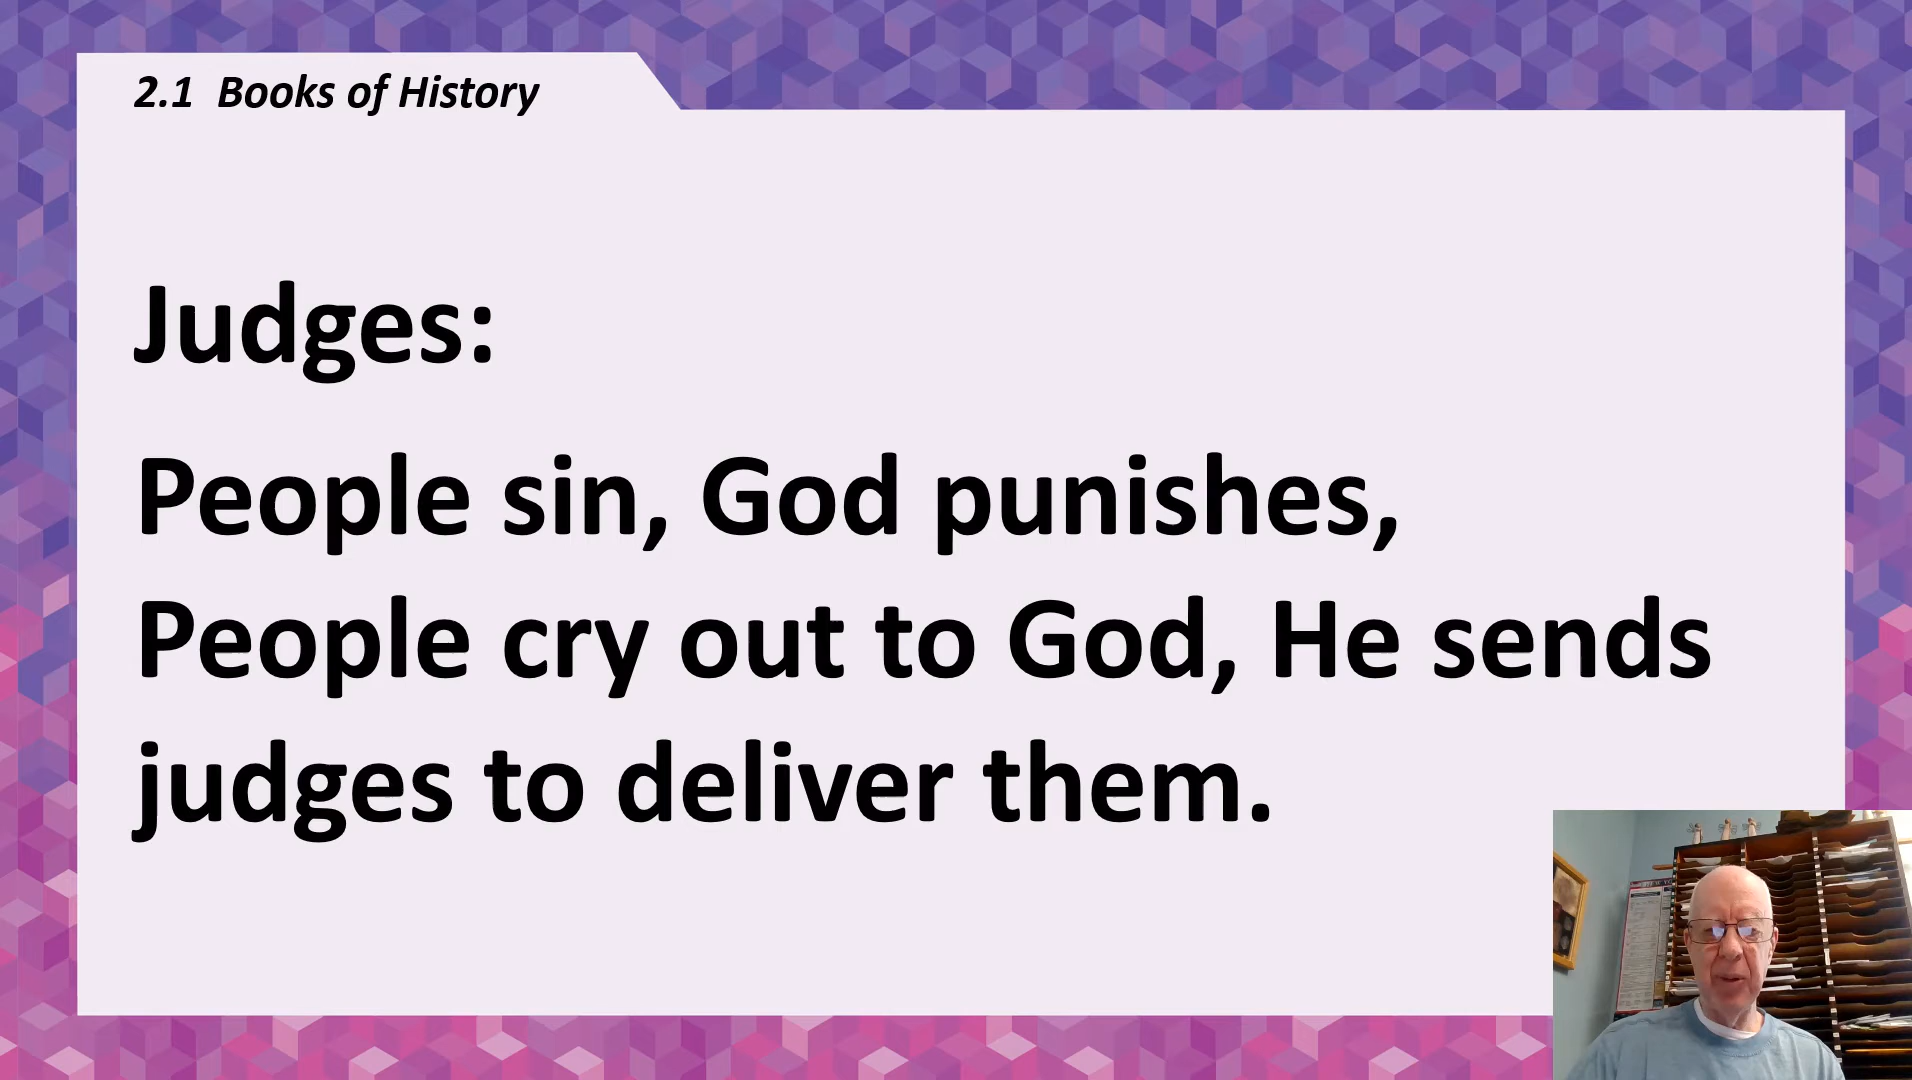 2.1 Books of History
Judges:
People sin, God punishes,
People cry out to God, He sends
judges to deliver them.